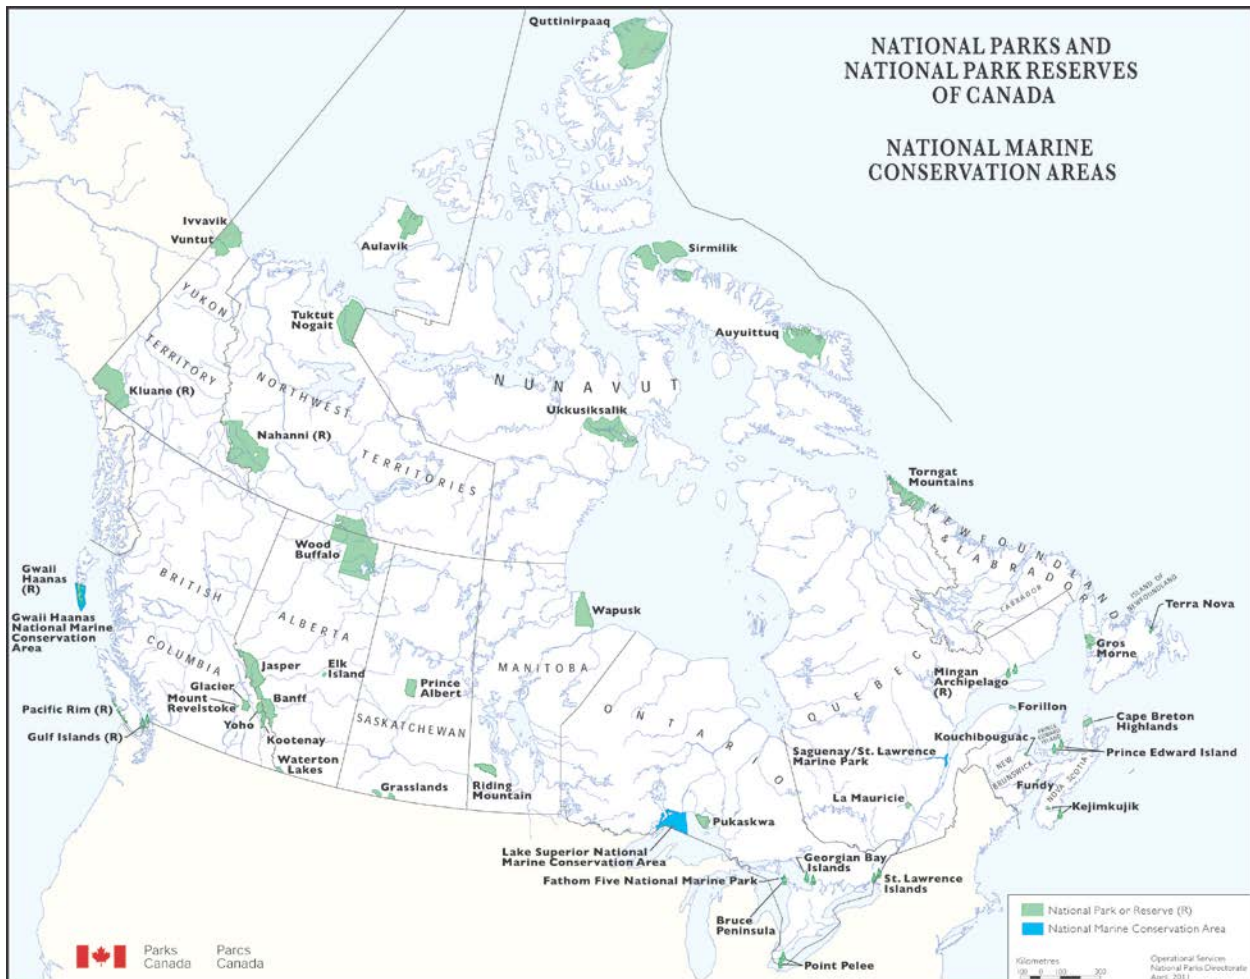 NATIONAL PARKS AND
NATIONAL PARK RESERVES
OF CANADA
NATIONAL MARINE
CONSERVATION AREAS
Quttinirpaaq
Ivvavik
Vuntut
Aulavik
Sirmilik
YUKON
TERRITORY
Tuktut
Nogait
Auyuittuq
Kluane (R)
NORTHWEST
TERRITORIES
NUNAVUT
Ukkusiksalik
Nahanni (R)
Torngat
Mountains
NEWFOUNDLAND
& LABRADOR
LABRADOR
ISLAND OF
NEWFOUNDLAND
Wood
Buffalo
Gwaii
Haanas
(R)
Gwaii Haanas
National Marine
Conservation
Area
BRITISH
COLUMBIA
ALBERTA
Wapusk
Terra Nova
Gros
Morne
Jasper
Elk
Island
Prince
Albert
MANITOBA
Glacier
Mount
Revelstoke
Banff
Yoho
Kootenay
SASKATCHEWAN
ONTARIO
QUEBEC
Mingan
Archipelago
(R)
Forillon
Pacific Rim (R)
Gulf Islands (R)
Cape Breton
Highlands
Kouchibouguac
PRINCE
EDWARD
ISLAND
Prince Edward Island
Saguenay/St. Lawrence
Marine Park
NEW
BRUNSWICK
NOVA SCOTIA
Fundy
Kejimkujik
Waterton
Lakes
Grasslands
Riding
Mountain
La Mauricie
Pukaskwa
Lake Superior National
Marine Conservation Area
Georgian Bay
Islands
Fathom Five National Marine Park
St. Lawrence
Islands
Bruce
Peninsula
Point Pelee
National Park or Reserve (R)
National Marine Conservation Area
Kilometres
100 0 100 200
Operational Services
National Parks Directorate
April, 2011
Parks
Canada
Parcs
Canada